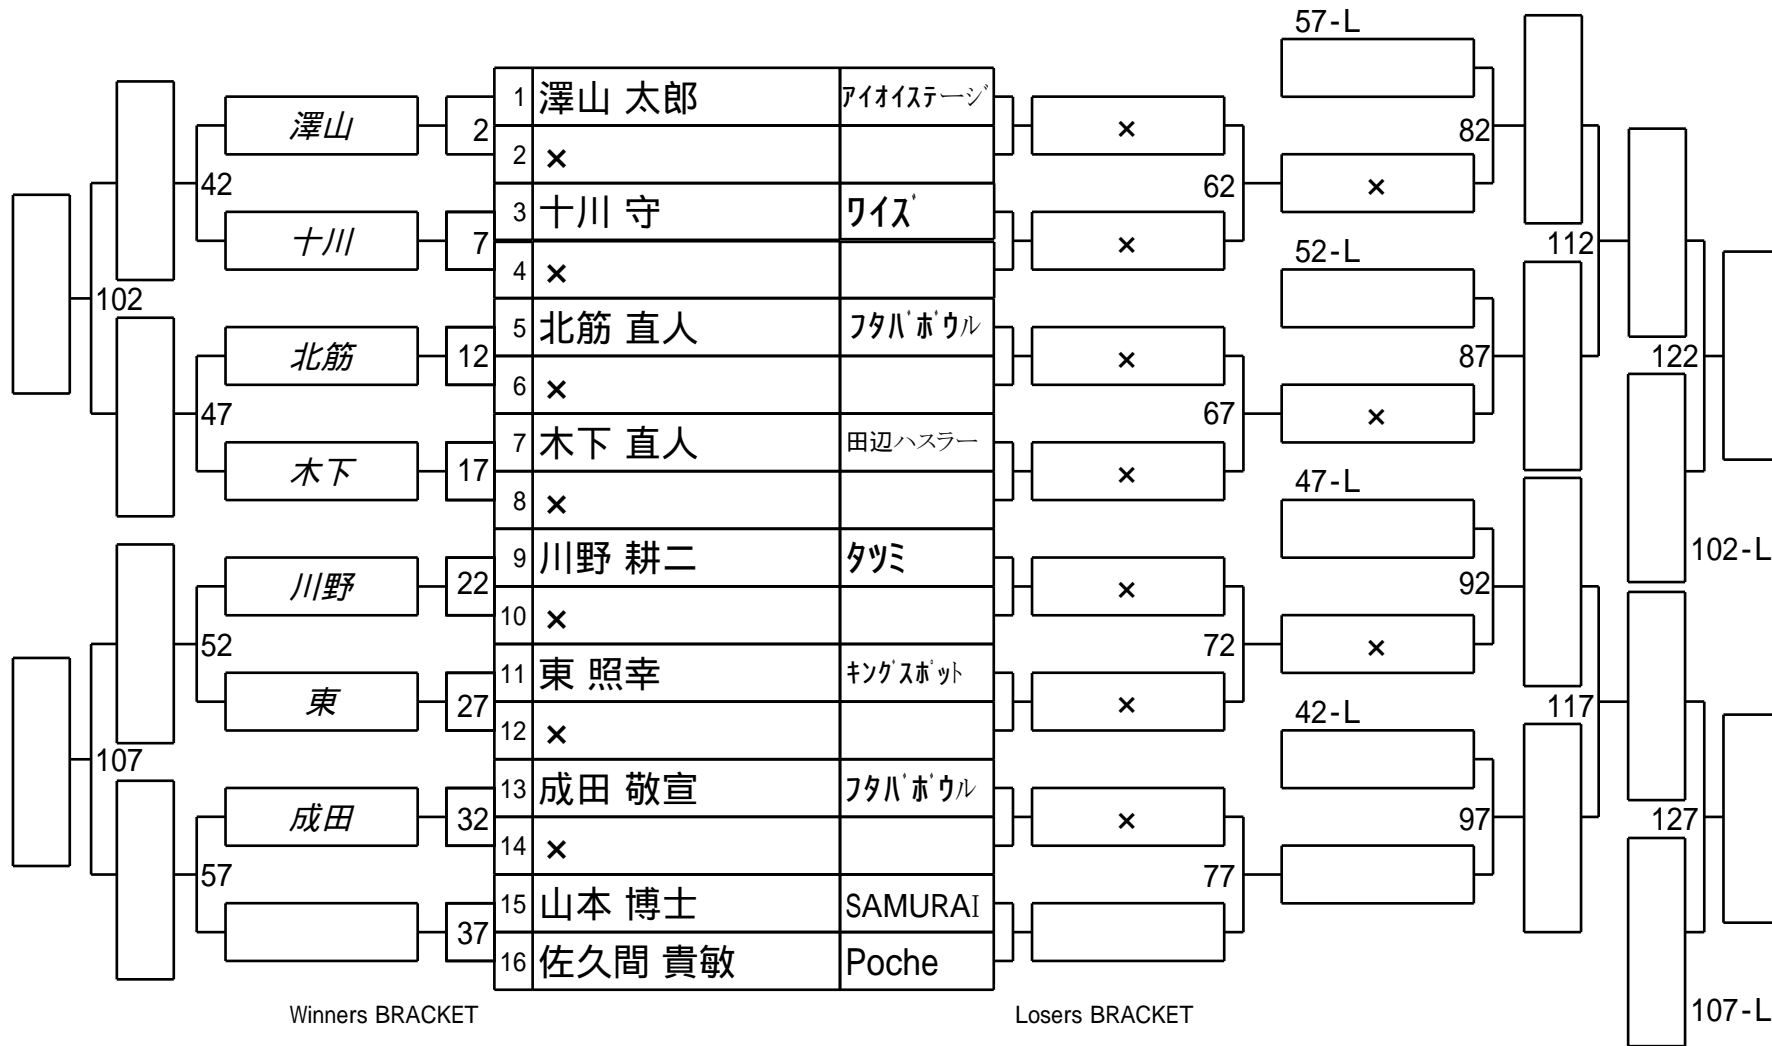 57-L
1 澤山 太郎 アイオイステージ
澤山 2 × 82
2 ×
42 62 ×
3 十川 守 ワイズ
十川 7 × 112
4 × 52-L
102
5 北筋 直人 フタバボウル
北筋 12 × 87 122
6 ×
47 67 ×
7 木下 直人 田辺ハスラー
木下 17 ×
8 × 47-L
9 川野 耕二 タツミ 102-L
川野 22 × 92
10 ×
52 72 ×
11 東 照幸 キングスポット
東 27 × 117
12 × 42-L
107
13 成田 敬宣 フタバボウル
成田 32 × 97 127
14 ×
57 77
15 山本 博士 SAMURAI
37
16 佐久間 貴敏 Poche
107-L
Winners BRACKET Losers BRACKET